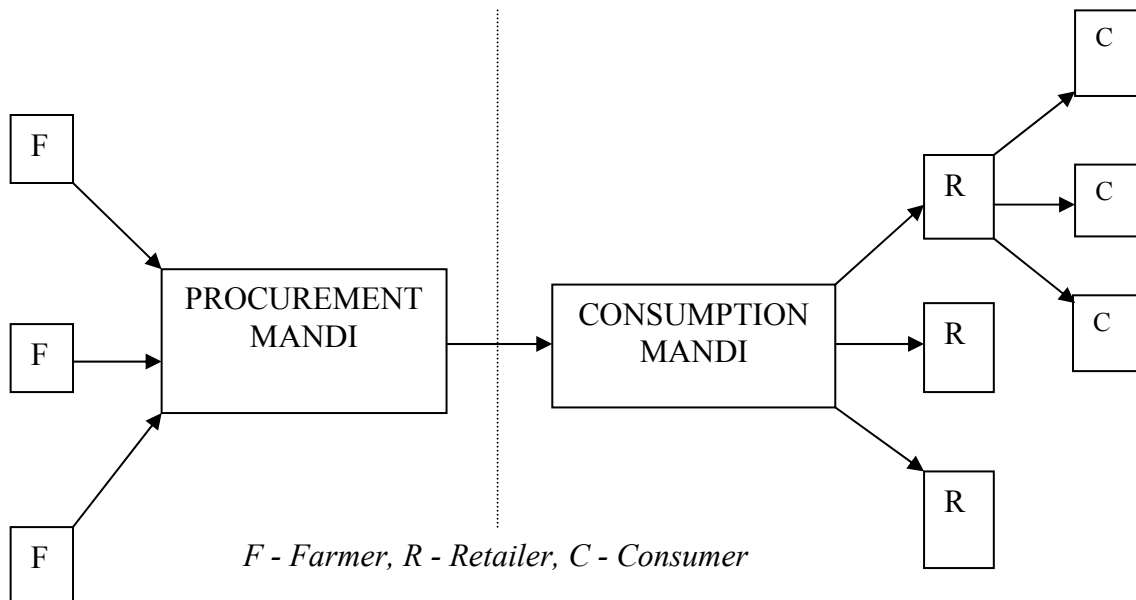 C
F
R
C
PROCUREMENT
MANDI
CONSUMPTION
MANDI
C
F
R
R
F
F - Farmer, R - Retailer, C - Consumer